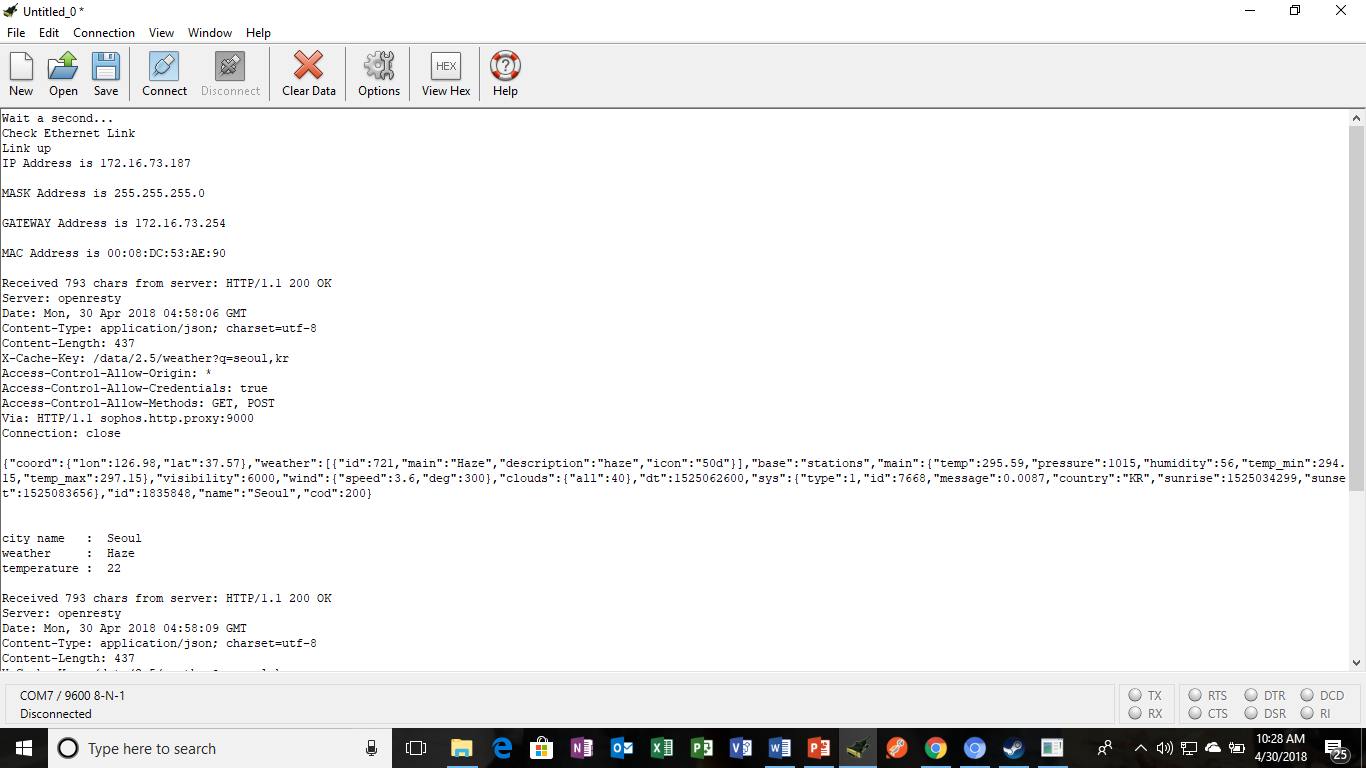 Untitled_0 *
File Edit Connection View Window Help
HEX
New Open Save Connect Disconnect Clear Data Options View Hex Help
Wait a second...
Check Ethernet Link
Link up
IP Address is 172.16.73.187
MASK Address is 255.255.255.0
GATEWAY Address is 172.16.73.254
MAC Address is 00:08:DC:53:AE:90
Received 793 chars from server: HTTP/1.1 200 OK
Server: openresty
Date: Mon, 30 Apr 2018 04:58:06 GMT
Content-Type: application/json; charset=utf-8
Content-Length: 437
X-Cache-Key: /data/2.5/weather?q=seoul,kr
Access-Control-Allow-Origin: *
Access-Control-Allow-Credentials: true
Access-Control-Allow-Methods: GET, POST
Via: HTTP/1.1 sophos.http.proxy:9000
Connection: close
{"coord":{"lon":126.98,"lat":37.57},"weather":[{"id":721,"main":"Haze","description":"haze","icon":"50d"}],"base":"stations","main":{"temp":295.59,"pressure":1015,"humidity":56,"temp_min":294.
15,"temp_max":297.15},"visibility":6000,"wind":{"speed":3.6,"deg":300},"clouds":{"all":40},"dt":1525062600,"sys":{"type":1,"id":7668,"message":0.0087,"country":"KR","sunrise":1525034299,"sunse
t":1525083656},"id":1835848,"name":"Seoul","cod":200}
city name : Seoul
weather : Haze
temperature : 22
Received 793 chars from server: HTTP/1.1 200 OK
Server: openresty
Date: Mon, 30 Apr 2018 04:58:09 GMT
Content-Type: application/json; charset=utf-8
Content-Length: 437
COM7 / 9600 8-N-1
Disconnected
TX RTS DTR DCD
RX CTS DSR RI
Type here to search
10:28 AM
4/30/2018
25